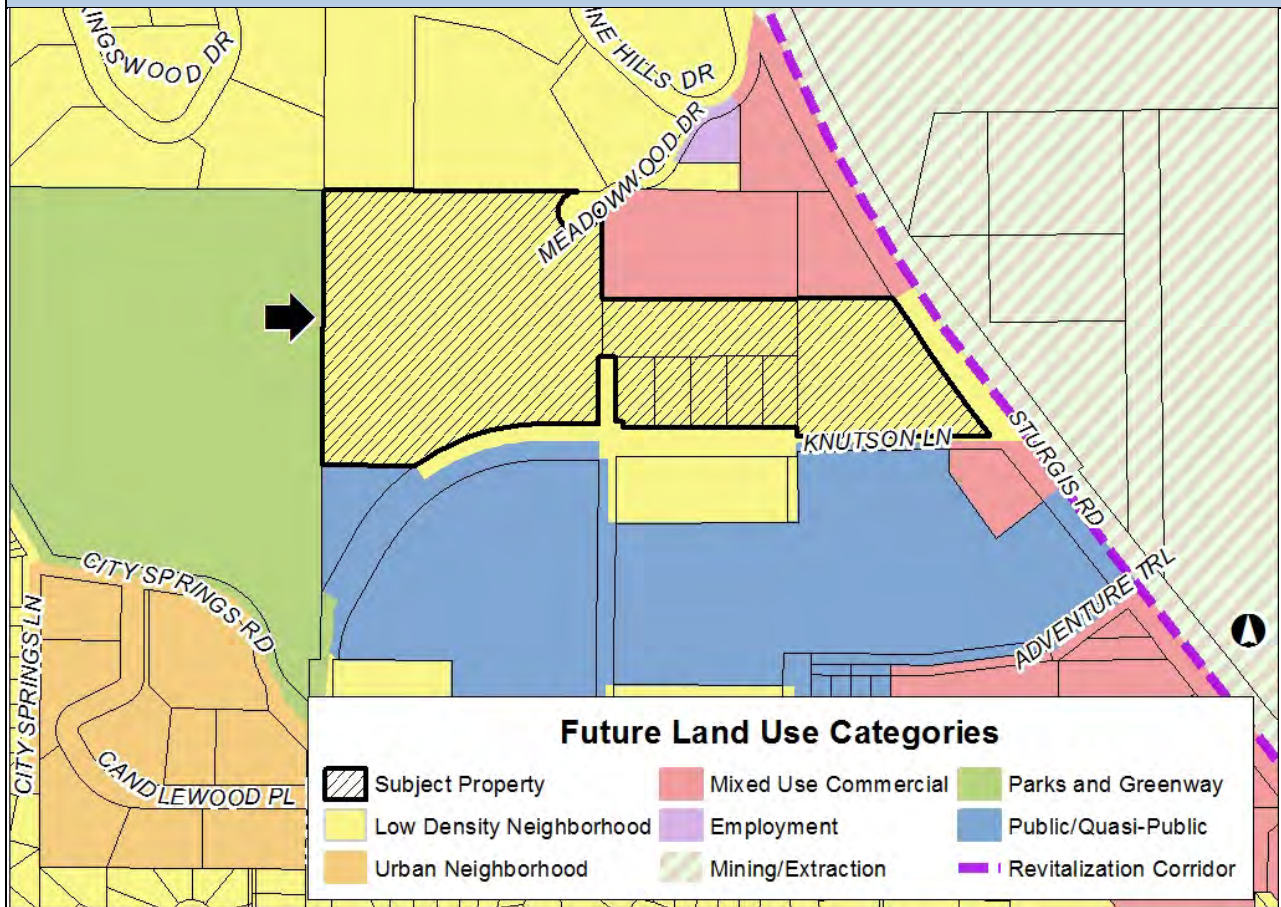 KINGSWOOD DR
INE HILLS DR
MEADOWWOOD DR
KNUTSON LN
STURGIS RD
ADVENTURE TRL
CITY SPRINGS RD
CITY SPRINGS LN
CANDLEWOOD PL
Future Land Use Categories
Subject Property
Mixed Use Commercial
Parks and Greenway
Low Density Neighborhood
Employment
Public/Quasi-Public
Urban Neighborhood
Mining/Extraction
Revitalization Corridor